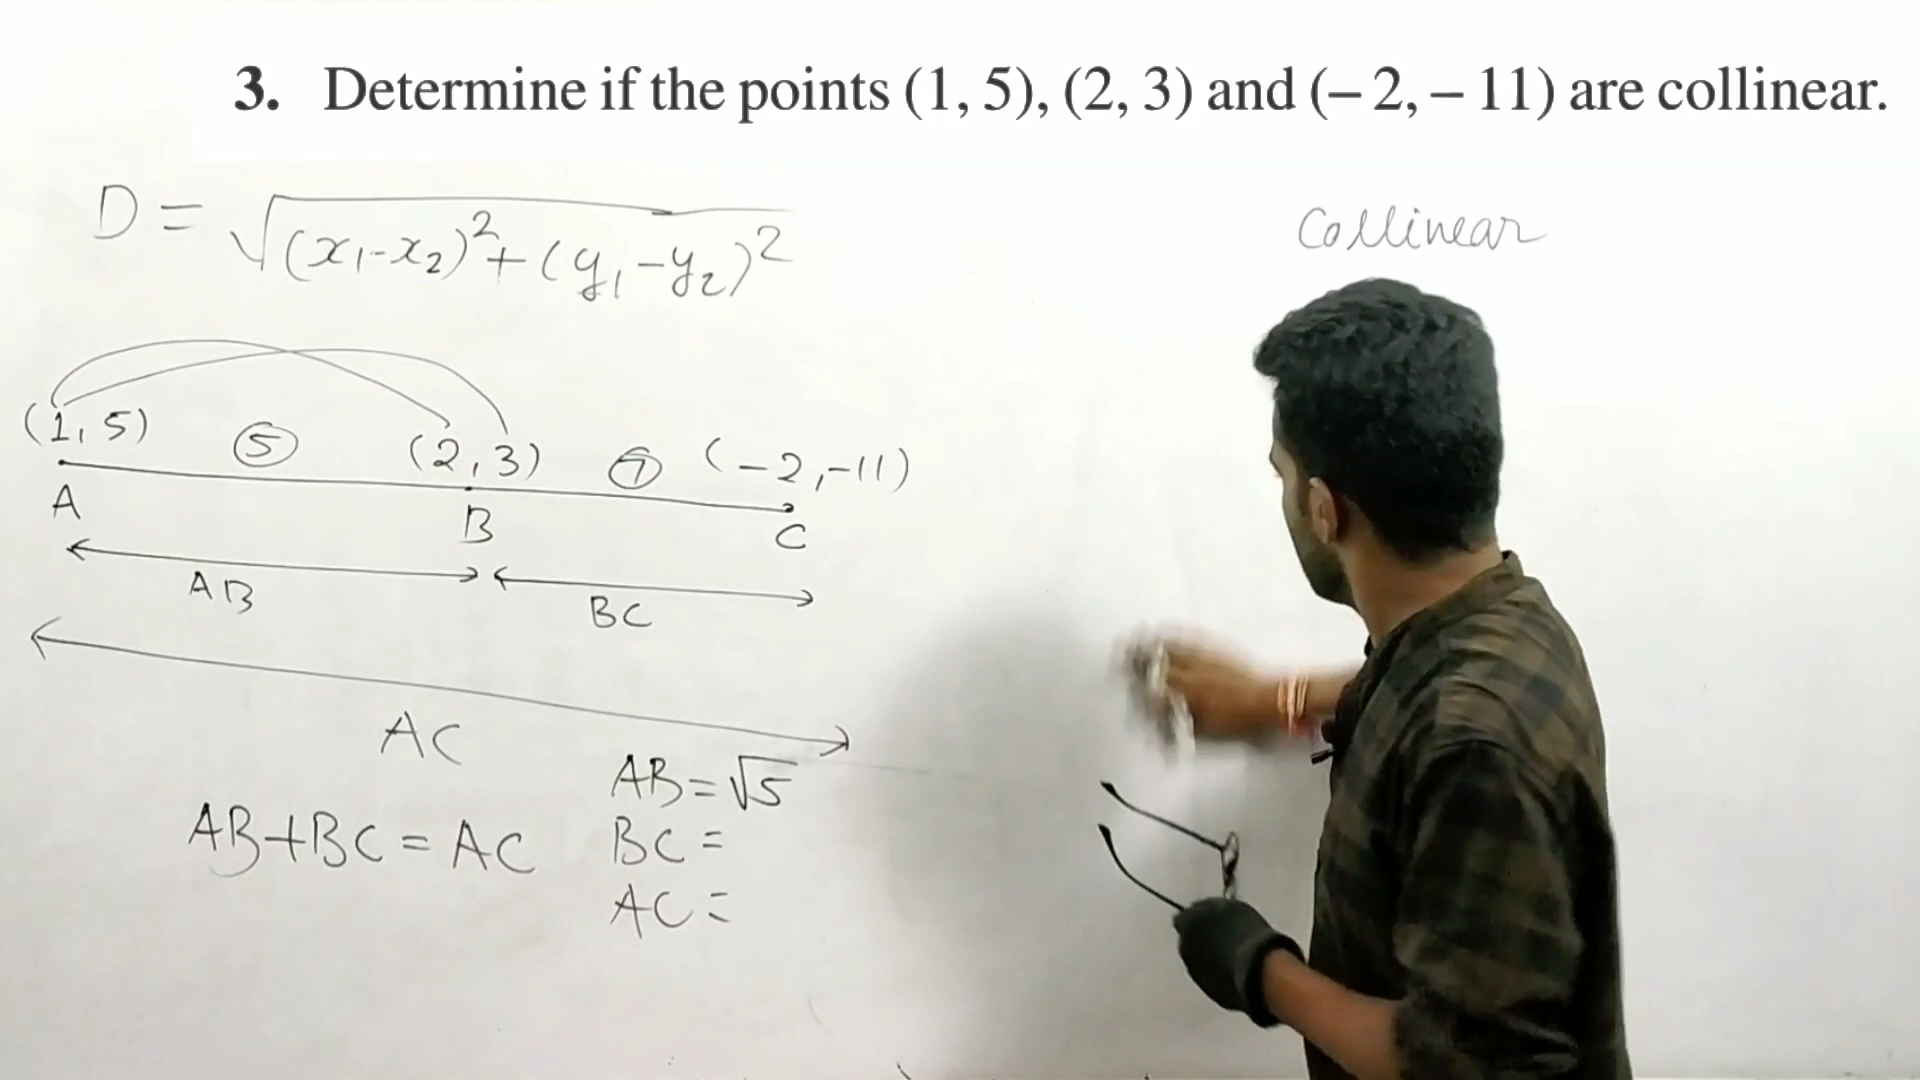 3. Determine if the points (1, 5), (2, 3) and (– 2, – 11) are collinear.
D = √(x₁-x₂)² + (y₁-y₂)²
Collinear
(1, 5) ⑤ (2, 3) ⑦ (-2, -11)
A B C
AB BC
AC
AB = √5
AB + BC = AC
BC =
AC =